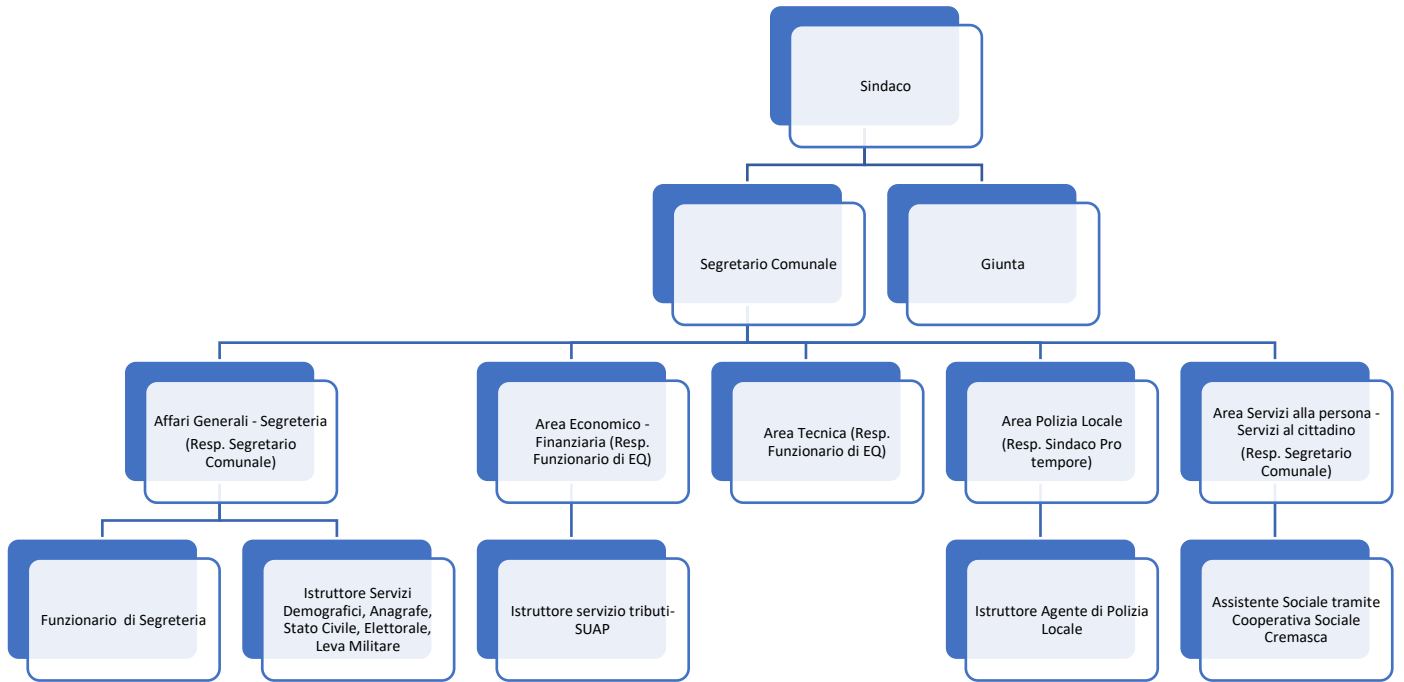 Sindaco
Segretario Comunale
Giunta
Affari Generali - Segreteria
(Resp. Segretario
Comunale)
Area Economico -
Finanziaria (Resp.
Funzionario di EQ)
Area Tecnica (Resp.
Funzionario di EQ)
Area Polizia Locale
(Resp. Sindaco Pro
tempore)
Area Servizi alla persona -
Servizi al cittadino
(Resp. Segretario
Comunale)
Funzionario di Segreteria
Istruttore Servizi
Demografici, Anagrafe,
Stato Civile, Elettorale,
Leva Militare
Istruttore servizio tributi-
SUAP
Istruttore Agente di Polizia
Locale
Assistente Sociale tramite
Cooperativa Sociale
Cremasca